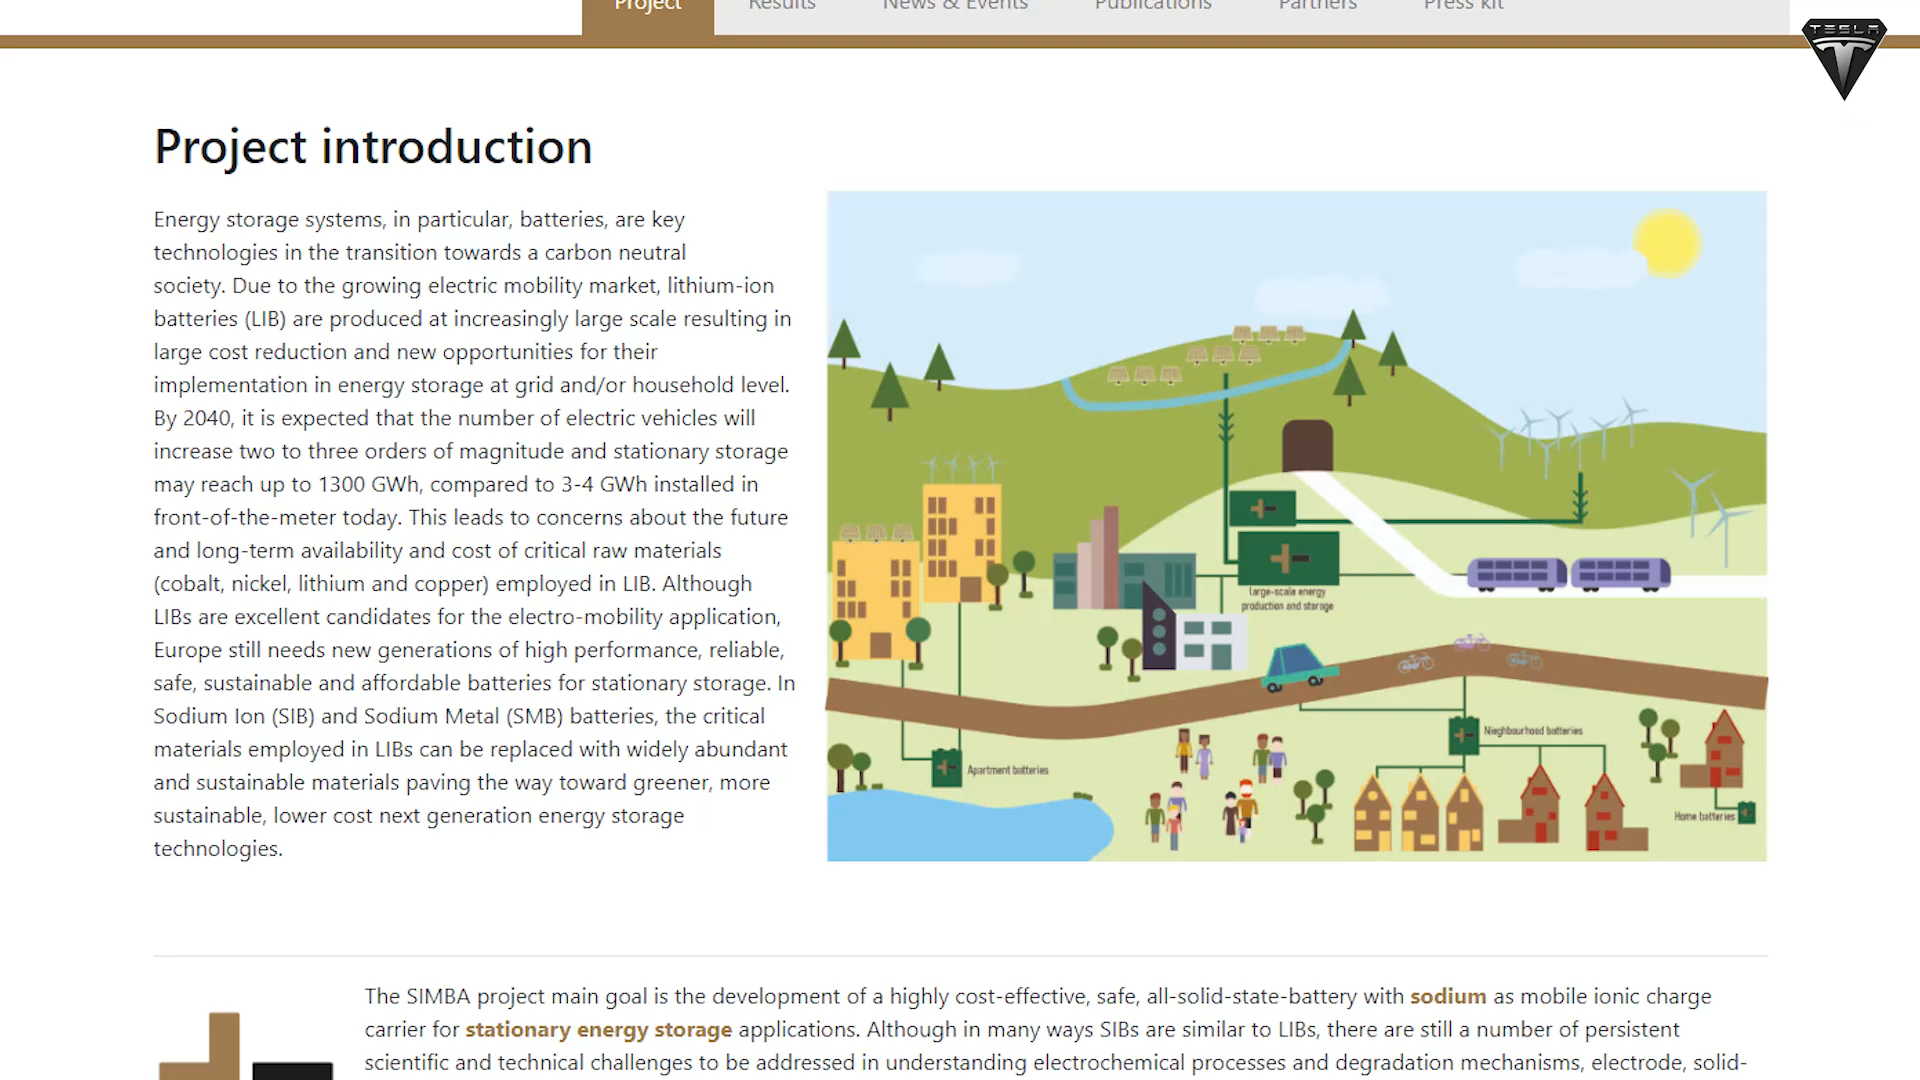 Project Results News & Events Publications Partners Press kit
TESLA
Project introduction
Energy storage systems, in particular, batteries, are key
technologies in the transition towards a carbon neutral
society. Due to the growing electric mobility market, lithium-ion
batteries (LIB) are produced at increasingly large scale resulting in
large cost reduction and new opportunities for their
implementation in energy storage at grid and/or household level.
By 2040, it is expected that the number of electric vehicles will
increase two to three orders of magnitude and stationary storage
may reach up to 1300 GWh, compared to 3-4 GWh installed in
front-of-the-meter today. This leads to concerns about the future
and long-term availability and cost of critical raw materials
(cobalt, nickel, lithium and copper) employed in LIB. Although
LIBs are excellent candidates for the electro-mobility application,
Europe still needs new generations of high performance, reliable,
safe, sustainable and affordable batteries for stationary storage. In
Sodium Ion (SIB) and Sodium Metal (SMB) batteries, the critical
materials employed in LIBs can be replaced with widely abundant
and sustainable materials paving the way toward greener, more
sustainable, lower cost next generation energy storage
technologies.
large-scale energy
production and storage
Nieghbourhood batteries
Apartment batteries
Home batteries
The SIMBA project main goal is the development of a highly cost-effective, safe, all-solid-state-battery with sodium as mobile ionic charge
carrier for stationary energy storage applications. Although in many ways SIBs are similar to LIBs, there are still a number of persistent
scientific and technical challenges to be addressed in understanding electrochemical processes and degradation mechanisms, electrode, solid-